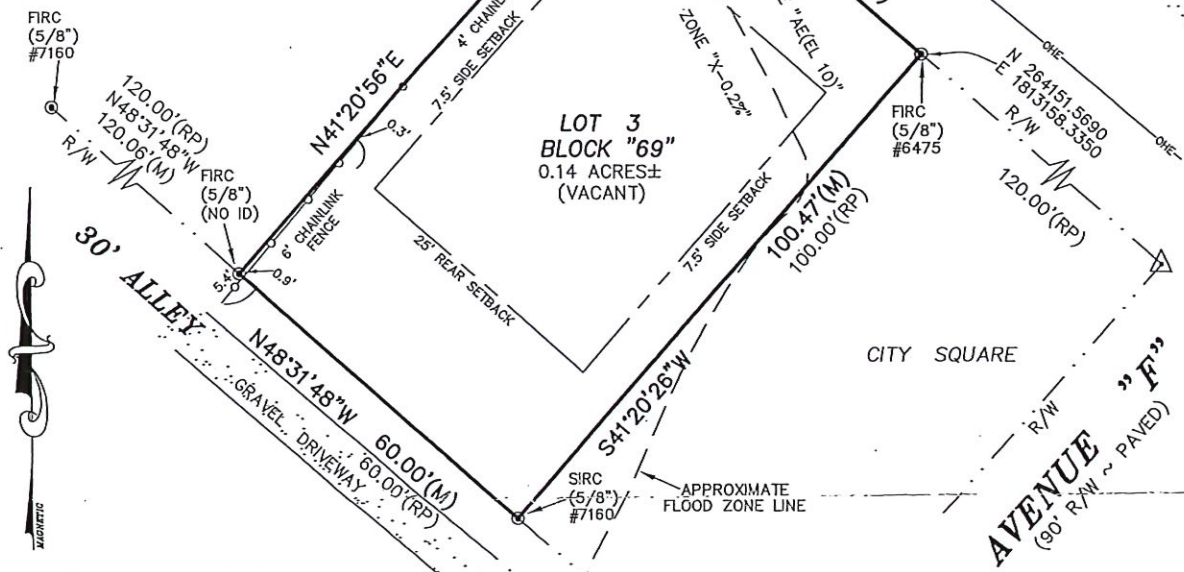 FIRC
(5/8")
#7160
120.00'(RP)
N48°31'48"W
120.06'(M)
R/W
FIRC
(5/8")
(NO ID)
N41°20'56"E
4' CHAINL
7.5' SIDE SETBACK
0.3'
6' CHAINLINK
FENCE
5.4'
0.9'
25' REAR SETBACK
LOT 3
BLOCK "69"
0.14 ACRES±
(VACANT)
ZONE "X-0.2%"
"AE(EL 10)"
7.5' SIDE SETBACK
100.47'(M)
100.00'(RP)
S41°20'26"W
FIRC
(5/8")
#6475
OHE
OHE
N 264151.5690
E 1813158.3350
R/W
120.00'(RP)
CITY SQUARE
R/W
AVENUE "F"
(90' R/W ~ PAVED)
30' ALLEY
N48°31'48"W 60.00'(M)
60.00'(RP)
GRAVEL DRIVEWAY
SIRC
(5/8")
#7160
APPROXIMATE
FLOOD ZONE LINE
MAGNETIC